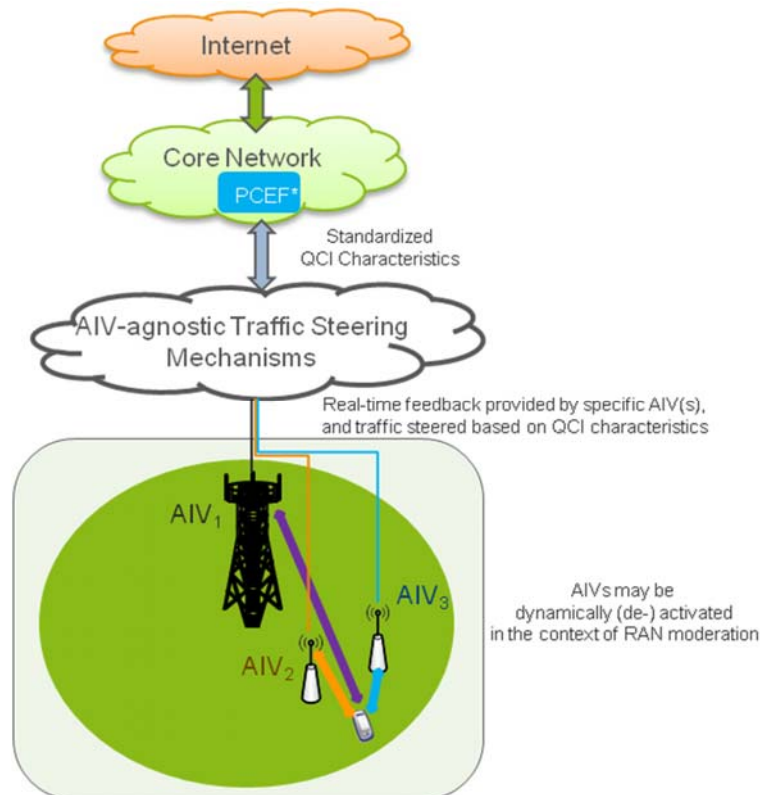 Internet
Core Network
PCEF*
Standardized
QCI Characteristics
AIV-agnostic Traffic Steering
Mechanisms
Real-time feedback provided by specific AIV(s),
and traffic steered based on QCI characteristics
AIV₁
AIV₃
AIV₂
AIVs may be
dynamically (de-) activated
in the context of RAN moderation